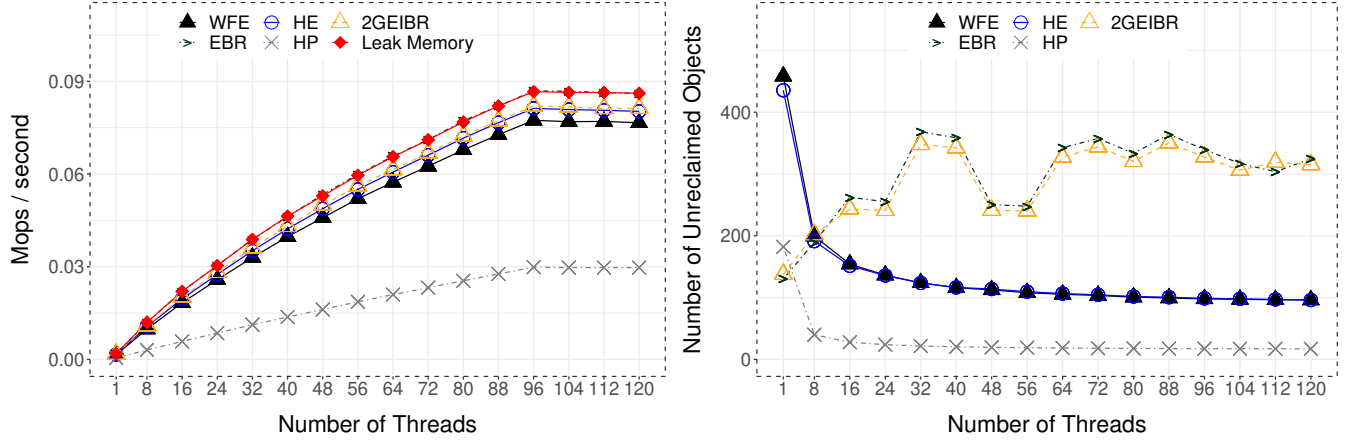 WFE HE 2GEIBR
EBR HP Leak Memory
Mops / second
0.09
0.06
0.03
0.00
1 8 16 24 32 40 48 56 64 72 80 88 96 104 112 120
Number of Threads
WFE HE 2GEIBR
EBR HP
Number of Unreclaimed Objects
400
200
0
1 8 16 24 32 40 48 56 64 72 80 88 96 104 112 120
Number of Threads